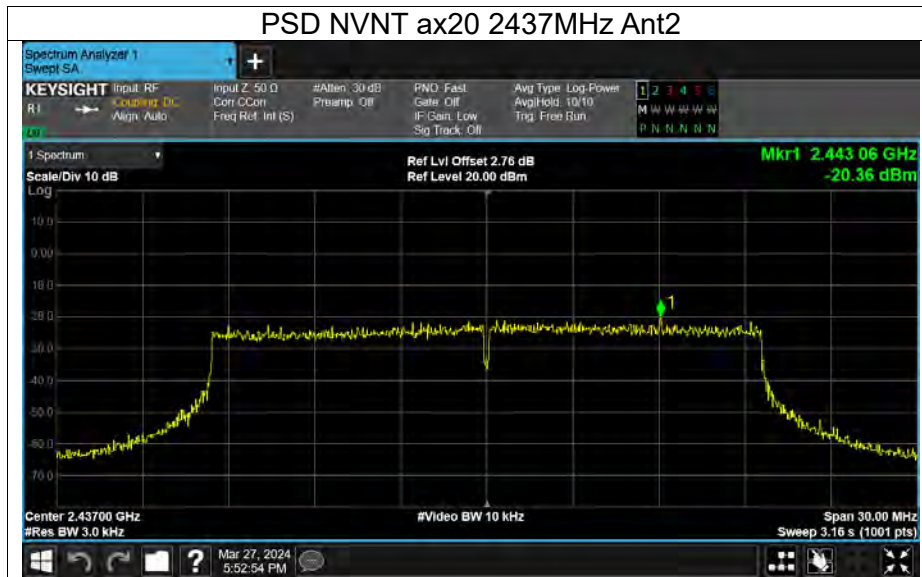 PSD NVNT ax20 2437MHz Ant2
Spectrum Analyzer 1
Swept SA
+
KEYSIGHT Input: RF
Coupling: DC
Align: Auto
Input Z: 50 Ω
Corr CCorr
Freq Ref: Int (S)
#Atten: 30 dB
Preamp: Off
PNO: Fast
Gate: Off
IF Gain: Low
Sig Track: Off
Avg Type: Log-Power
Avg|Hold: 10/10
Trig: Free Run
1 2 3 4 5 6
M W W W W W
P N N N N N
1 Spectrum
Scale/Div 10 dB
Log
Ref Lvl Offset 2.76 dB
Ref Level 20.00 dBm
Mkr1 2.443 06 GHz
-20.36 dBm
10.0
0.00
-10.0
-20.0
-30.0
-40.0
-50.0
-60.0
-70.0
1
Center 2.43700 GHz
#Res BW 3.0 kHz
#Video BW 10 kHz
Span 30.00 MHz
Sweep 3.16 s (1001 pts)
?
Mar 27, 2024
5:52:54 PM